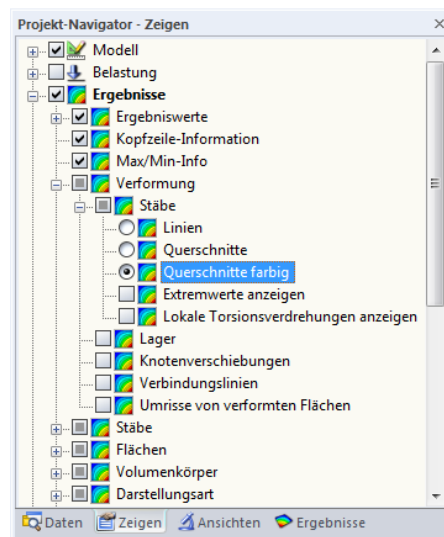 Projekt-Navigator - Zeigen
Modell
Belastung
Ergebnisse
Ergebniswerte
Kopfzeile-Information
Max/Min-Info
Verformung
Stäbe
Linien
Querschnitte
Querschnitte farbig
Extremwerte anzeigen
Lokale Torsionsverdrehungen anzeigen
Lager
Knotenverschiebungen
Verbindungslinien
Umrisse von verformten Flächen
Stäbe
Flächen
Volumenkörper
Darstellungsart
Daten Zeigen Ansichten Ergebnisse